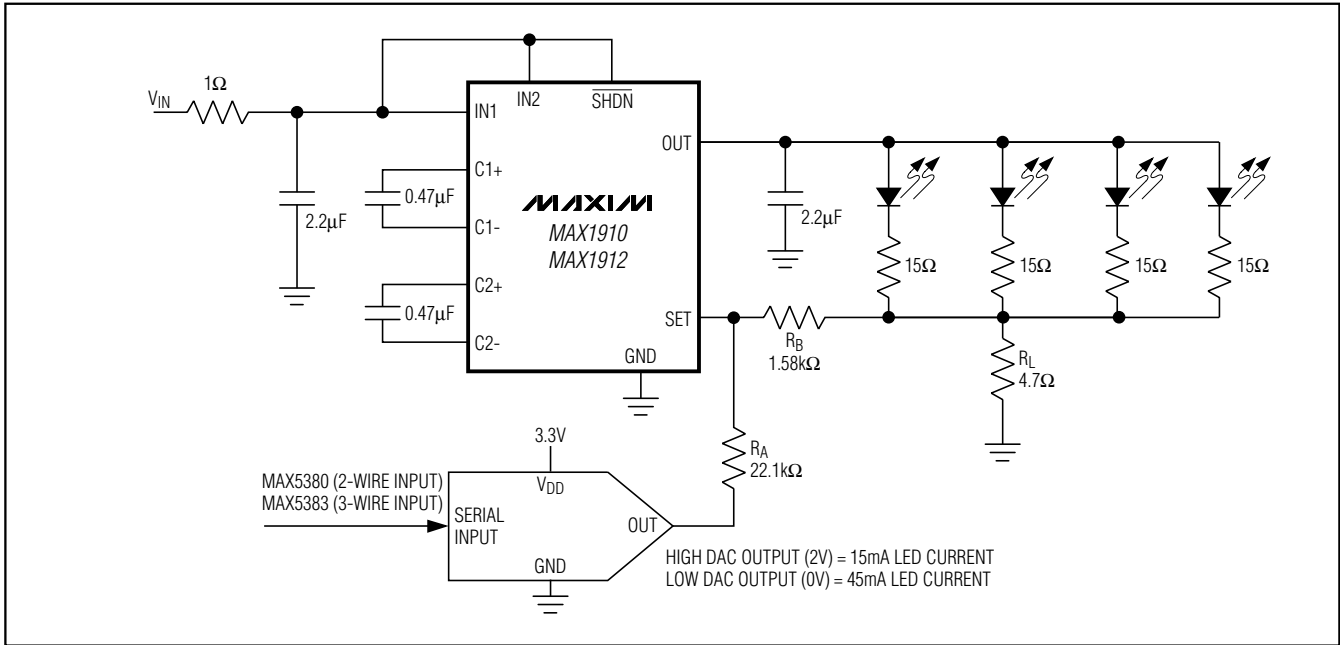 1Ω
V_IN
IN1
IN2
SHDN
C1+
0.47µF
C1-
2.2µF
C2+
0.47µF
C2-
MAXIM
MAX1910
MAX1912
GND
OUT
SET
2.2µF
15Ω
15Ω
15Ω
15Ω
R_B
1.58kΩ
R_L
4.7Ω
R_A
22.1kΩ
3.3V
V_DD
MAX5380 (2-WIRE INPUT)
MAX5383 (3-WIRE INPUT)
SERIAL
INPUT
OUT
GND
HIGH DAC OUTPUT (2V) = 15mA LED CURRENT
LOW DAC OUTPUT (0V) = 45mA LED CURRENT